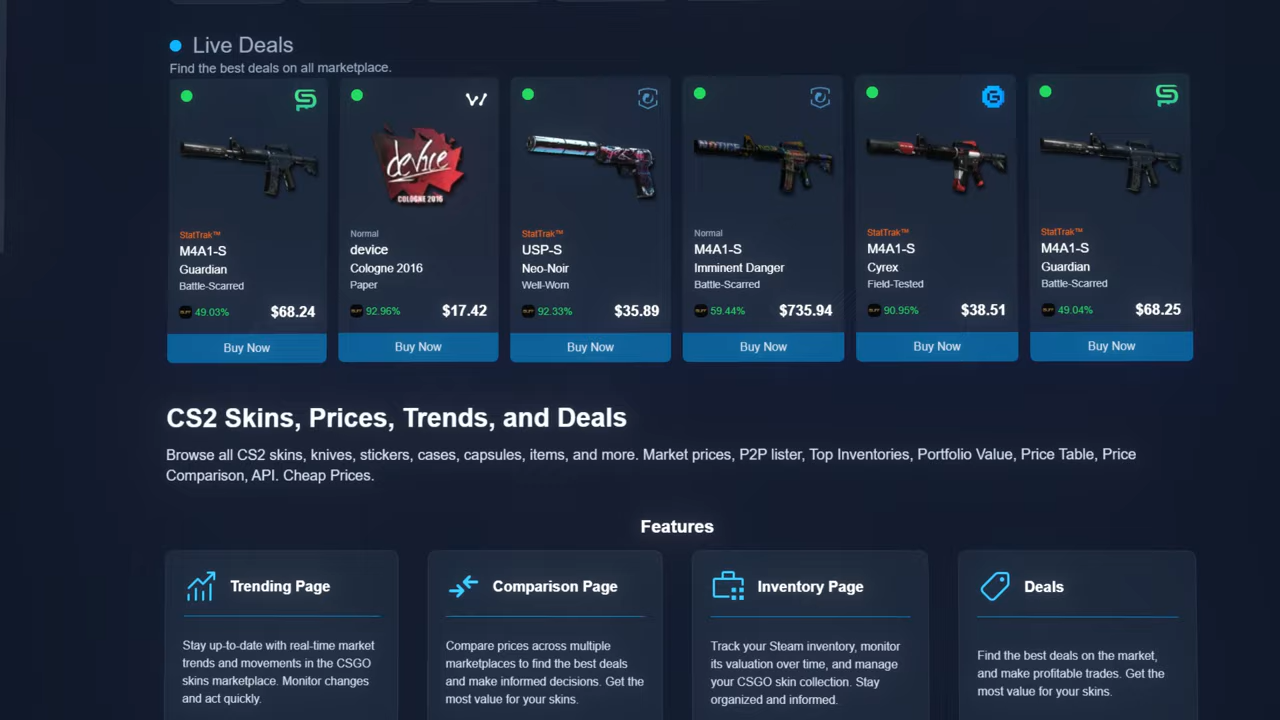 Live Deals
Find the best deals on all marketplace.
StatTrak™
M4A1-S
Guardian
Battle-Scarred
49.03% $68.24
Buy Now
device
COLOGNE 2016
Normal
device
Cologne 2016
Paper
92.96% $17.42
Buy Now
StatTrak™
USP-S
Neo-Noir
Well-Worn
92.33% $35.89
Buy Now
Normal
M4A1-S
Imminent Danger
Battle-Scarred
59.44% $735.94
Buy Now
StatTrak™
M4A1-S
Cyrex
Field-Tested
90.95% $38.51
Buy Now
StatTrak™
M4A1-S
Guardian
Battle-Scarred
49.04% $68.25
Buy Now
CS2 Skins, Prices, Trends, and Deals
Browse all CS2 skins, knives, stickers, cases, capsules, items, and more. Market prices, P2P lister, Top Inventories, Portfolio Value, Price Table, Price
Comparison, API. Cheap Prices.
Features
Trending Page
Stay up-to-date with real-time market
trends and movements in the CSGO
skins marketplace. Monitor changes
and act quickly.
Comparison Page
Compare prices across multiple
marketplaces to find the best deals
and make informed decisions. Get the
most value for your skins.
Inventory Page
Track your Steam inventory, monitor
its valuation over time, and manage
your CSGO skin collection. Stay
organized and informed.
Deals
Find the best deals on the market,
and make profitable trades. Get the
most value for your skins.